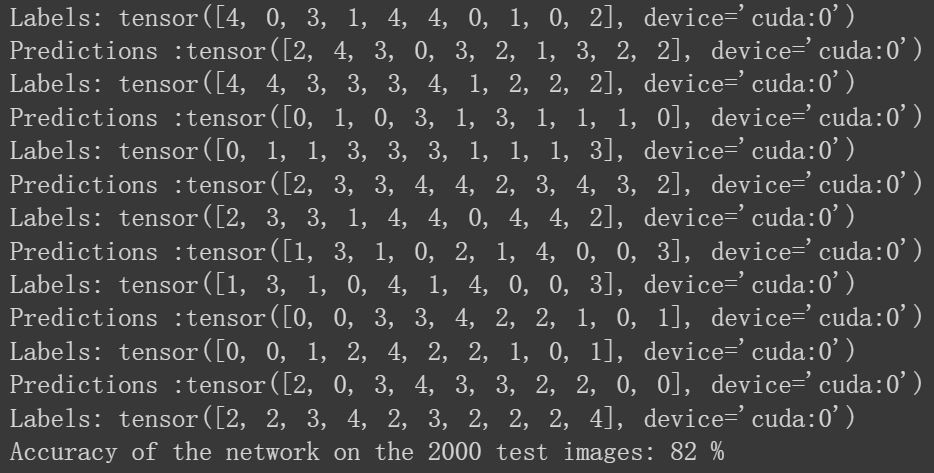 Labels: tensor([4, 0, 3, 1, 4, 4, 0, 1, 0, 2], device='cuda:0')
Predictions :tensor([2, 4, 3, 0, 3, 2, 1, 3, 2, 2], device='cuda:0')
Labels: tensor([4, 4, 3, 3, 3, 4, 1, 2, 2, 2], device='cuda:0')
Predictions :tensor([0, 1, 0, 3, 1, 3, 1, 1, 1, 0], device='cuda:0')
Labels: tensor([0, 1, 1, 3, 3, 3, 1, 1, 1, 3], device='cuda:0')
Predictions :tensor([2, 3, 3, 4, 4, 2, 3, 4, 3, 2], device='cuda:0')
Labels: tensor([2, 3, 3, 1, 4, 4, 0, 4, 4, 2], device='cuda:0')
Predictions :tensor([1, 3, 1, 0, 2, 1, 4, 0, 0, 3], device='cuda:0')
Labels: tensor([1, 3, 1, 0, 4, 1, 4, 0, 0, 3], device='cuda:0')
Predictions :tensor([0, 0, 3, 3, 4, 2, 2, 1, 0, 1], device='cuda:0')
Labels: tensor([0, 0, 1, 2, 4, 2, 2, 1, 0, 1], device='cuda:0')
Predictions :tensor([2, 0, 3, 4, 3, 3, 2, 2, 0, 0], device='cuda:0')
Labels: tensor([2, 2, 3, 4, 2, 3, 2, 2, 2, 4], device='cuda:0')
Accuracy of the network on the 2000 test images: 82 %